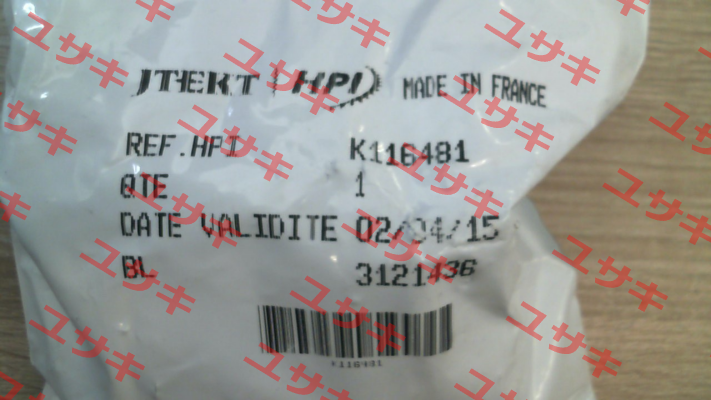 JTEKT HPI MADE IN FRANCE
REF.HPI K116481
QTE 1
DATE VALIDITE 02/04/15
BL 3121436
ユサキ